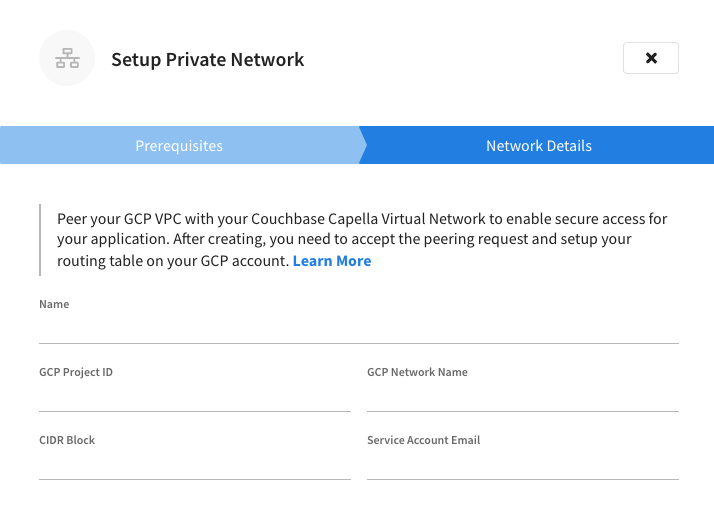 Setup Private Network
Prerequisites
Network Details
Peer your GCP VPC with your Couchbase Capella Virtual Network to enable secure access for
your application. After creating, you need to accept the peering request and setup your
routing table on your GCP account. Learn More
Name
GCP Project ID
GCP Network Name
CIDR Block
Service Account Email